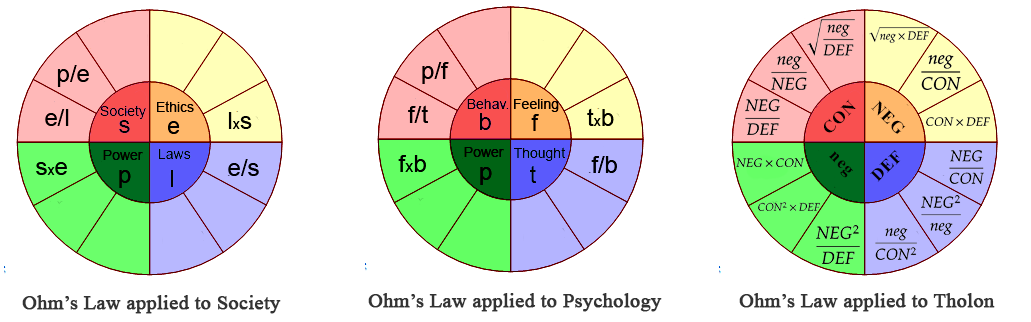 p/e
e/l
Society
s
Ethics
e
lxs
Power
p
Laws
l
sxe
e/s
Ohm's Law applied to Society
p/f
f/t
Behav.
b
Feeling
f
txb
Power
p
Thought
t
fxb
f/b
Ohm's Law applied to Psychology
√neg/DEF
√neg × DEF
neg/NEG
neg/CON
NEG/DEF
CON × DEF
CON
NEG
neg
DEF
NEG × CON
NEG/CON
CON² × DEF
NEG²/neg
NEG²/DEF
neg/CON²
Ohm's Law applied to Tholon